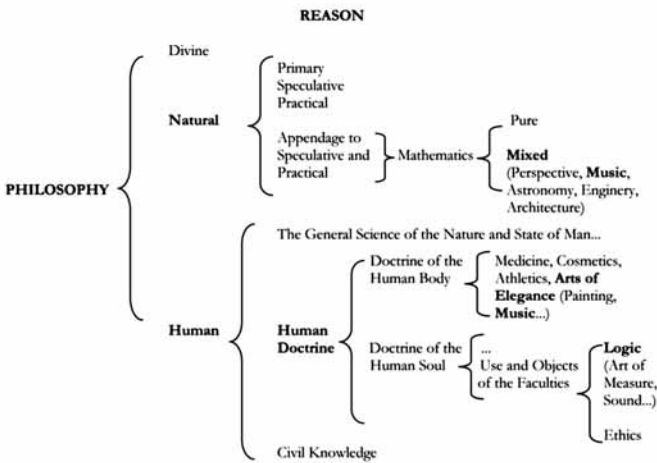 REASON
PHILOSOPHY
Divine
Natural
Primary
Speculative
Practical
Appendage to
Speculative and
Practical
Mathematics
Pure
Mixed
(Perspective, Music,
Astronomy, Enginery,
Architecture)
Human
The General Science of the Nature and State of Man...
Human
Doctrine
Doctrine of the
Human Body
Medicine, Cosmetics,
Athletics, Arts of
Elegance (Painting,
Music...)
Doctrine of the
Human Soul
...
Use and Objects
of the Faculties
Logic
(Art of
Measure,
Sound...)
Ethics
Civil Knowledge